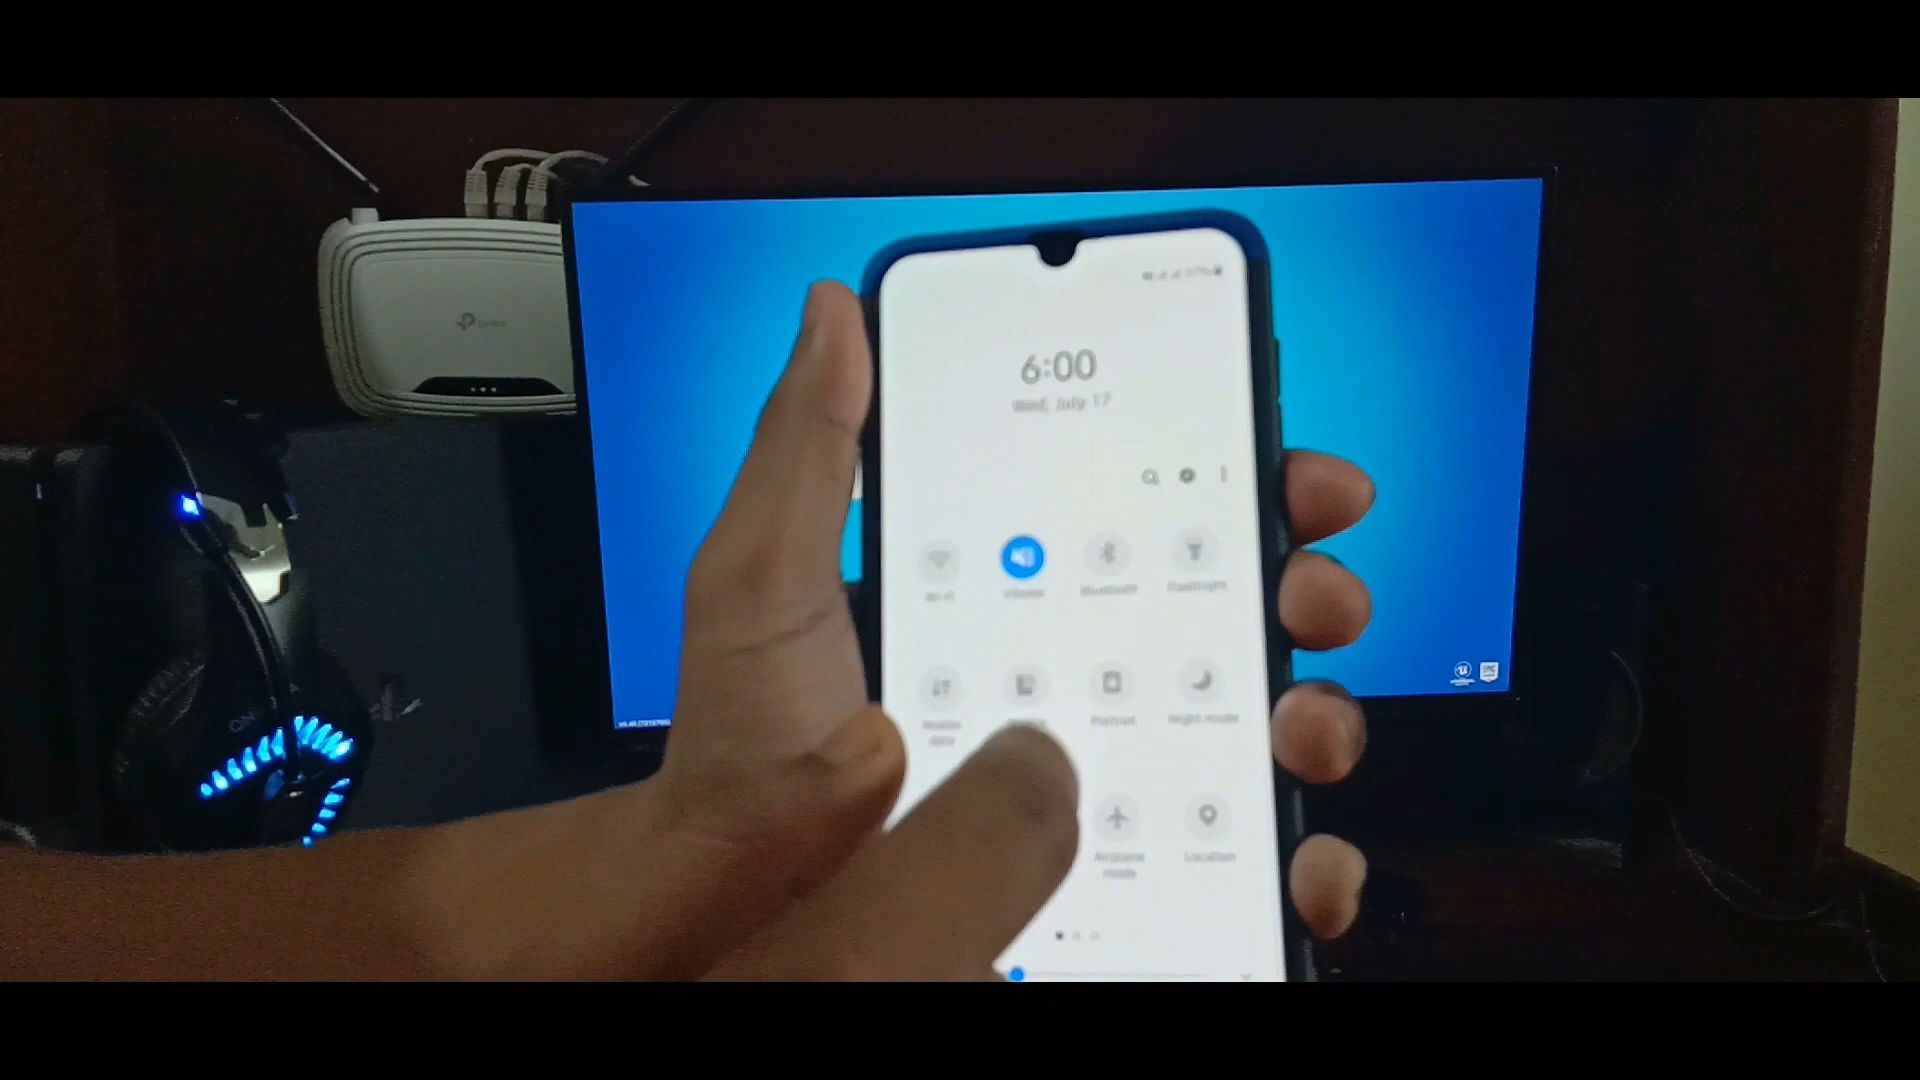 6:00
Wed, July 17
Wi-Fi
Vibrate
Bluetooth
Flashlight
Mobile
data
Portrait
Night mode
Airplane
mode
Location